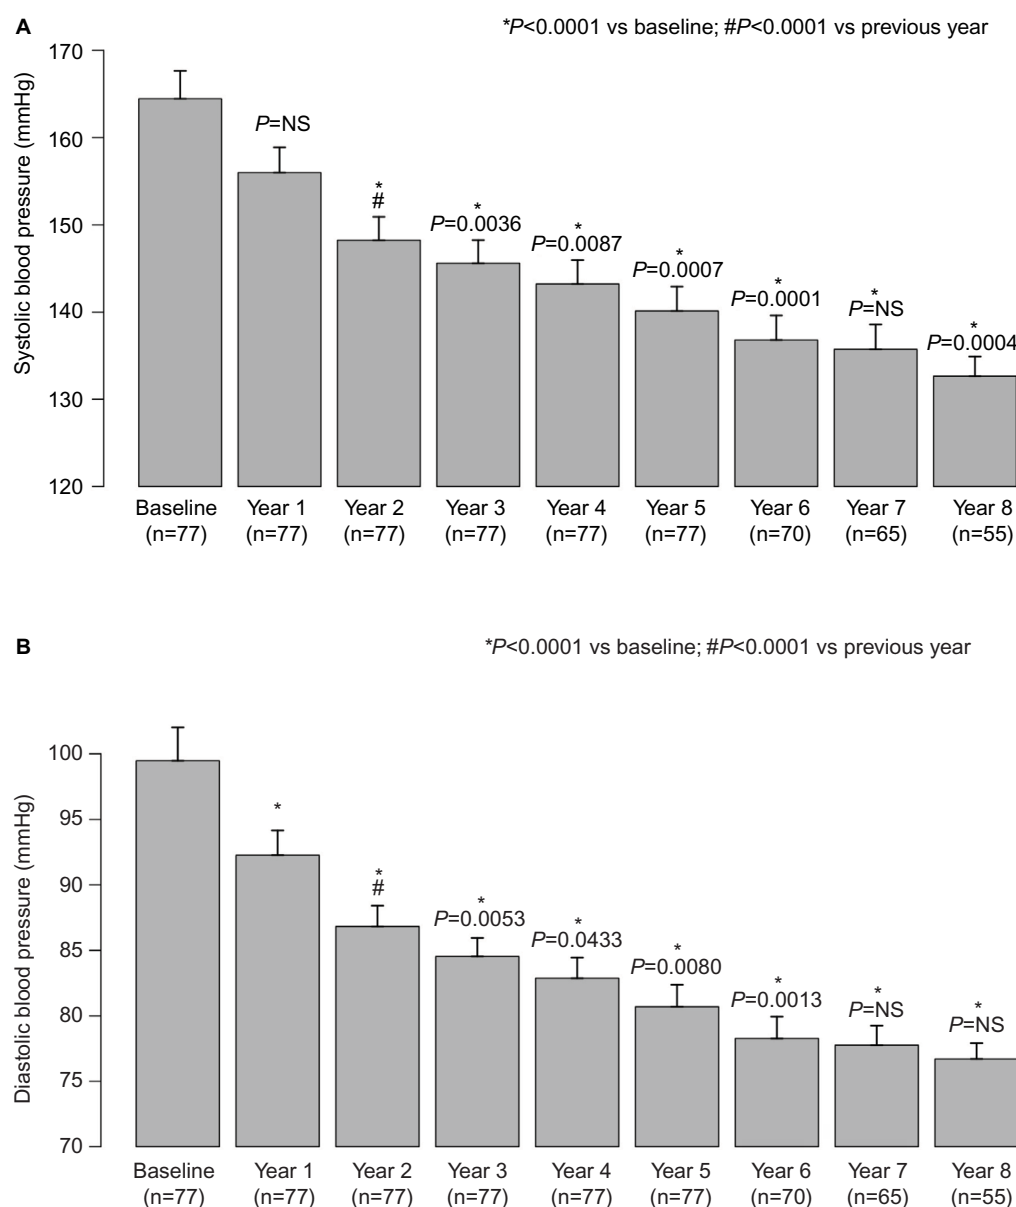 A
*P<0.0001 vs baseline; #P<0.0001 vs previous year
Systolic blood pressure (mmHg)
170
160
150
140
130
120
P=NS
*
#
*
P=0.0036
*
P=0.0087
*
P=0.0007
*
P=0.0001
*
P=NS
*
P=0.0004
Baseline Year 1 Year 2 Year 3 Year 4 Year 5 Year 6 Year 7 Year 8
(n=77) (n=77) (n=77) (n=77) (n=77) (n=77) (n=70) (n=65) (n=55)
B
*P<0.0001 vs baseline; #P<0.0001 vs previous year
Diastolic blood pressure (mmHg)
100
95
90
85
80
75
70
*
*
#
*
P=0.0053
*
P=0.0433
*
P=0.0080
*
P=0.0013
*
P=NS
*
P=NS
Baseline Year 1 Year 2 Year 3 Year 4 Year 5 Year 6 Year 7 Year 8
(n=77) (n=77) (n=77) (n=77) (n=77) (n=77) (n=70) (n=65) (n=55)